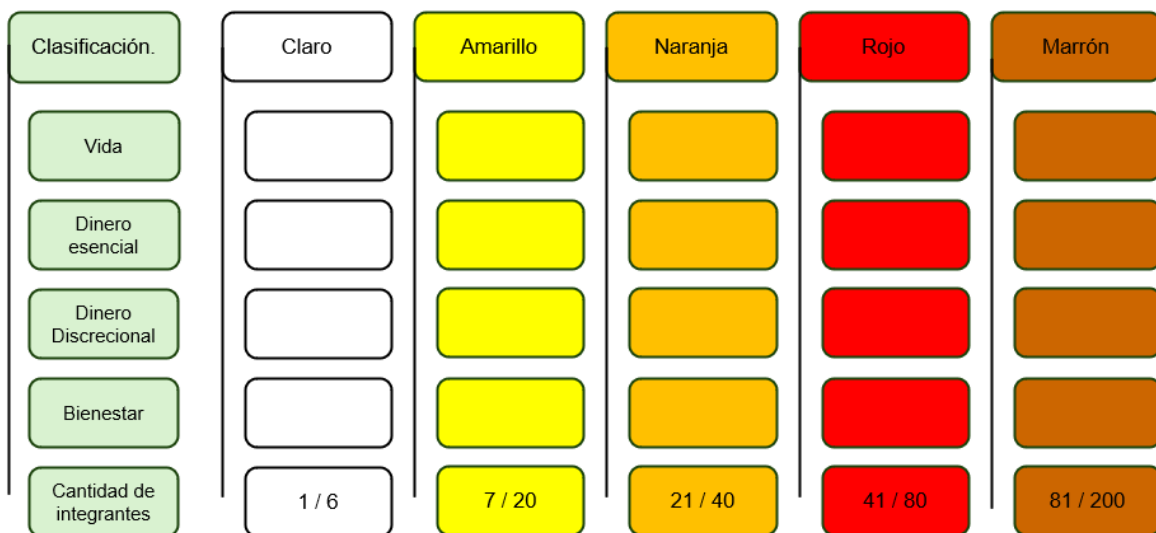 Clasificación.
Claro
Amarillo
Naranja
Rojo
Marrón
Vida
Dinero
esencial
Dinero
Discrecional
Bienestar
Cantidad de
integrantes
1 / 6
7 / 20
21 / 40
41 / 80
81 / 200